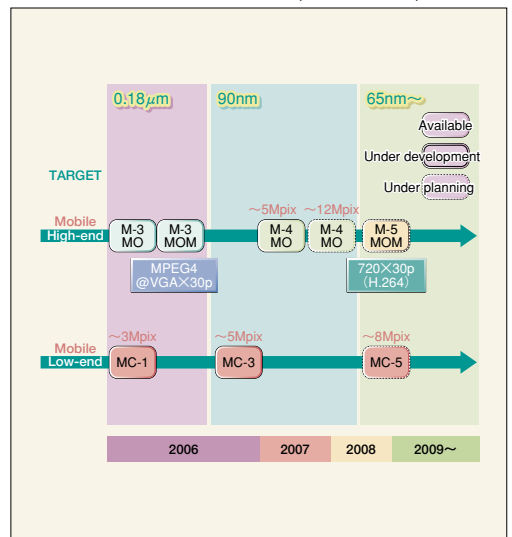 0.18μm
90nm
65nm〜
Available
Under development
Under planning
TARGET
〜5Mpix
〜12Mpix
Mobile
High-end
M-3
MO
M-3
MOM
M-4
MO
M-4
MO
M-5
MOM
MPEG4
@VGA×30p
720×30p
(H.264)
Mobile
Low-end
〜3Mpix
MC-1
〜5Mpix
MC-3
〜8Mpix
MC-5
2006
2007
2008
2009〜